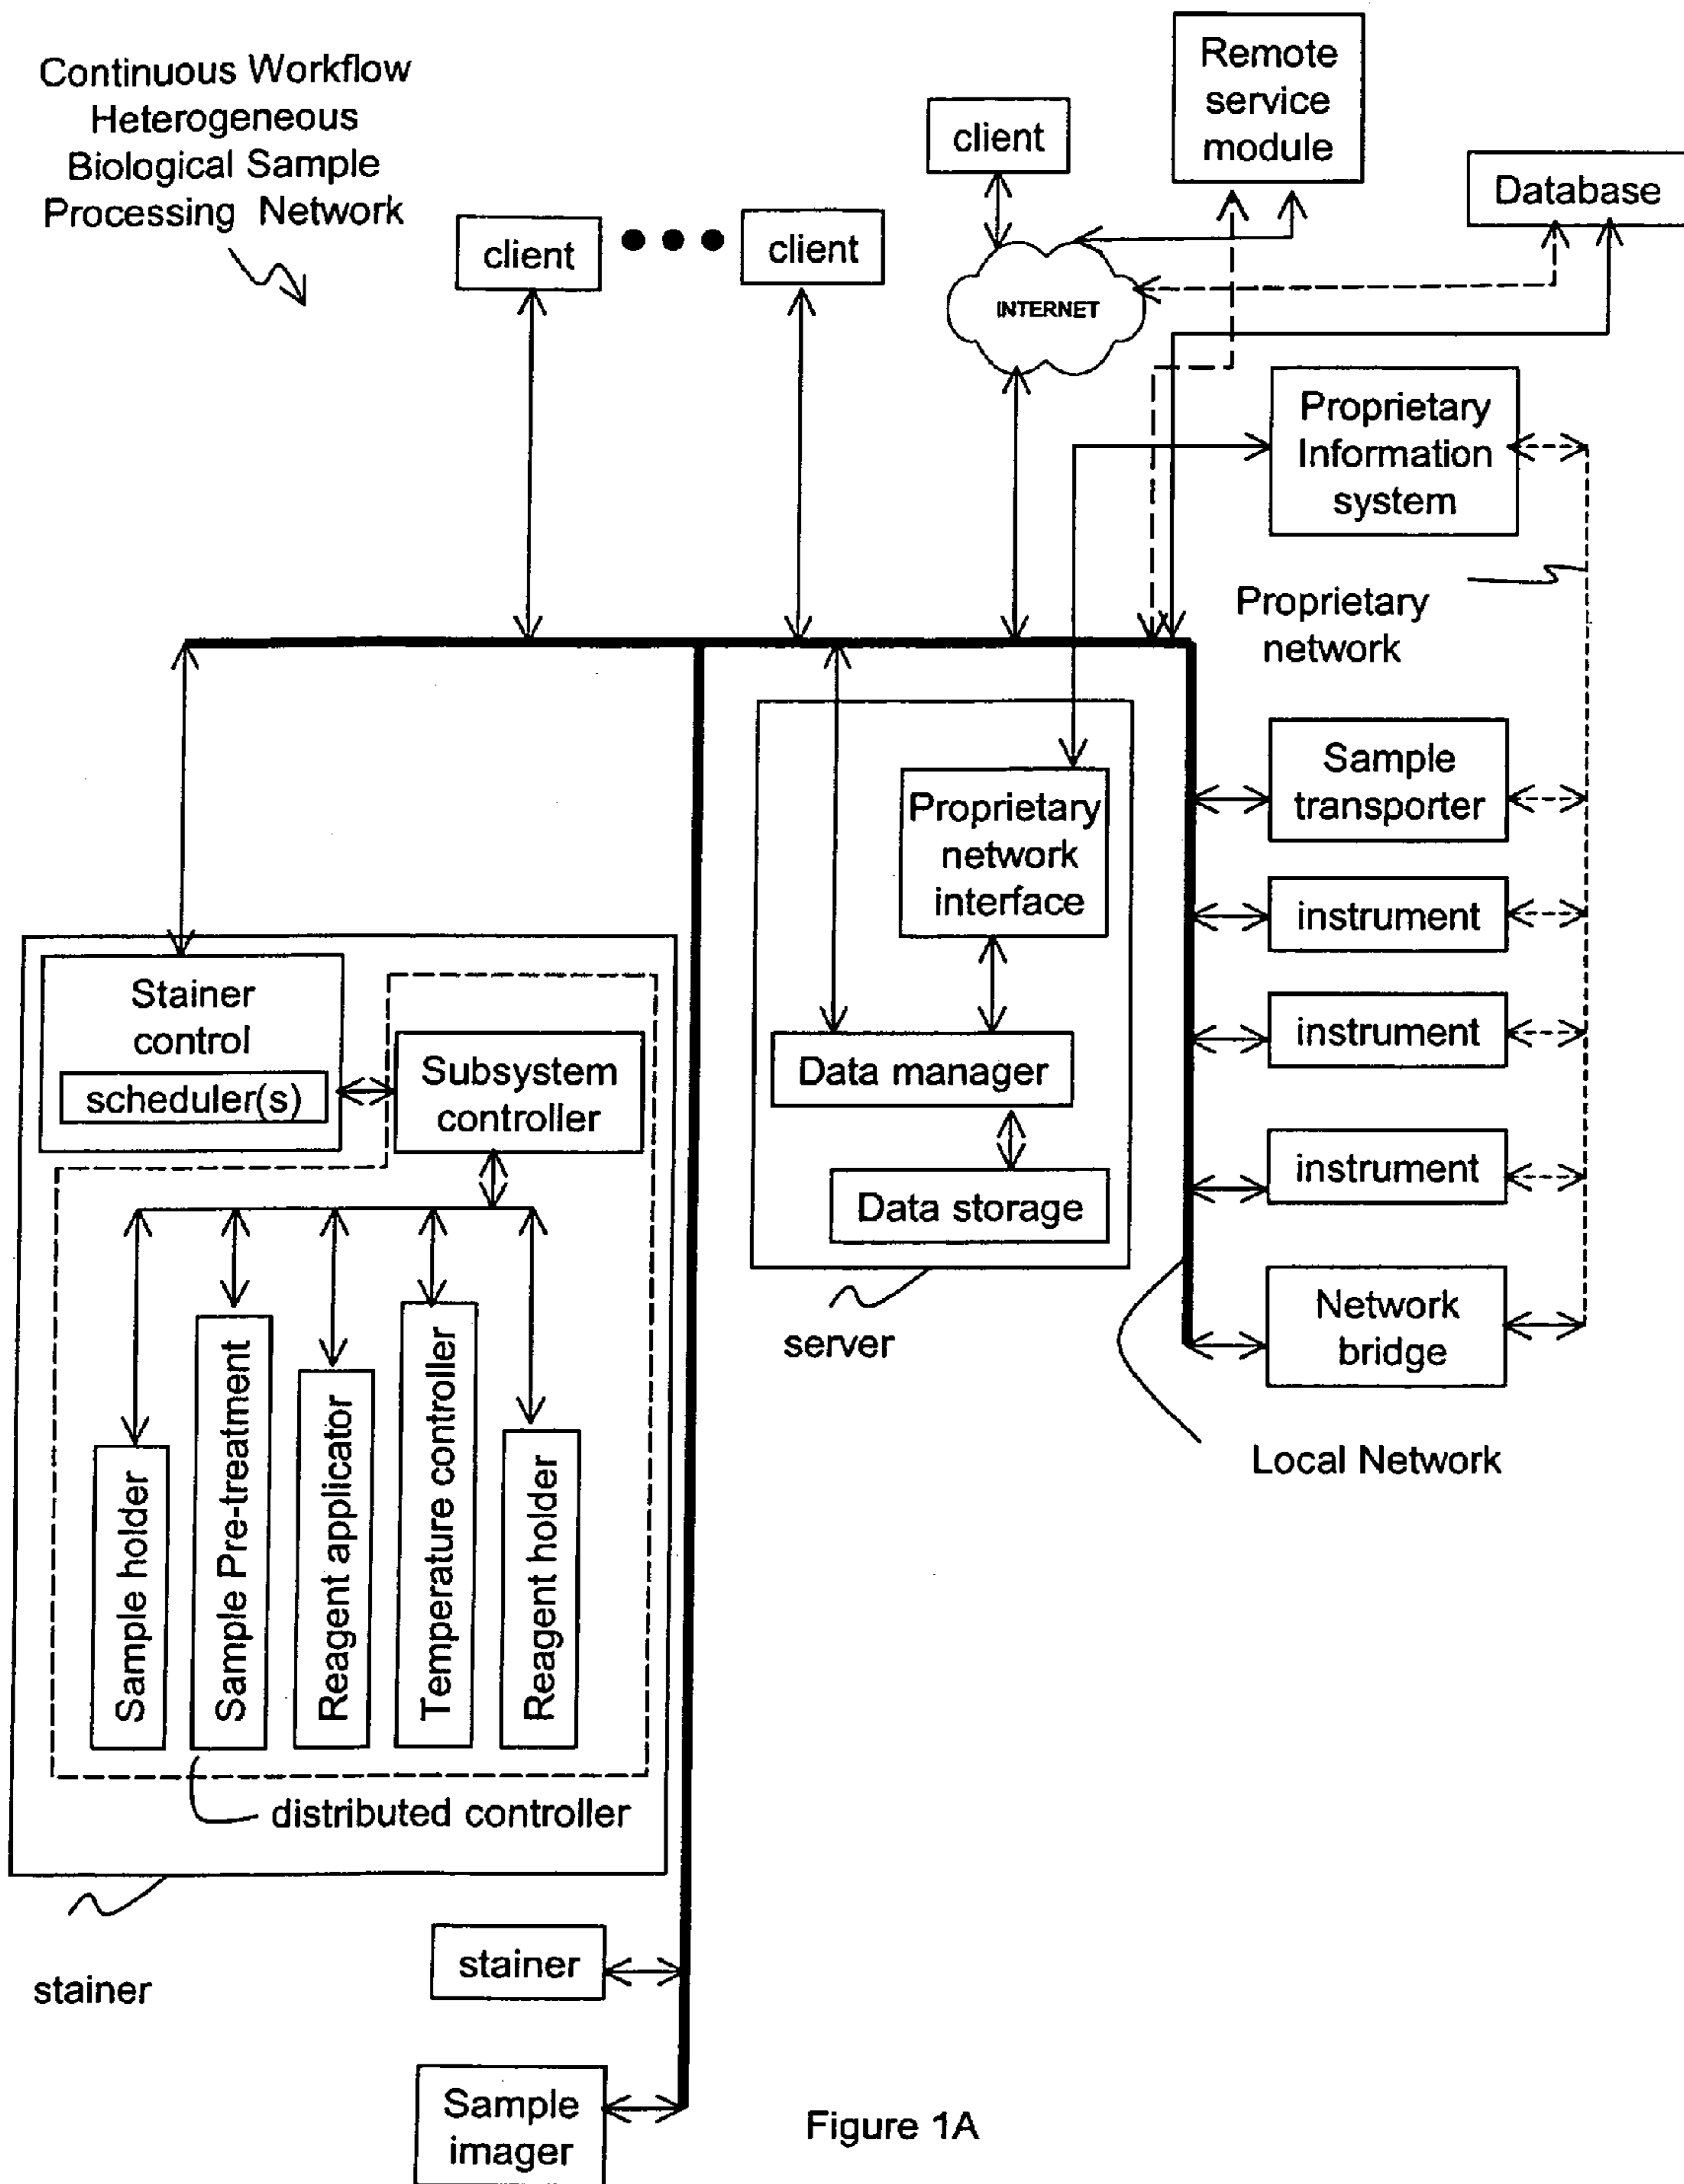 Continuous Workflow
Heterogeneous
Biological Sample
Processing Network
client
client
client
Remote
service
module
Database
INTERNET
Proprietary
Information
system
Proprietary
network
Sample
transporter
instrument
instrument
instrument
Network
bridge
Local Network
Proprietary
network
interface
Data manager
Data storage
server
Stainer
control
scheduler(s)
Subsystem
controller
Sample holder
Sample Pre-treatment
Reagent applicator
Temperature controller
Reagent holder
distributed controller
stainer
stainer
Sample
imager
Figure 1A